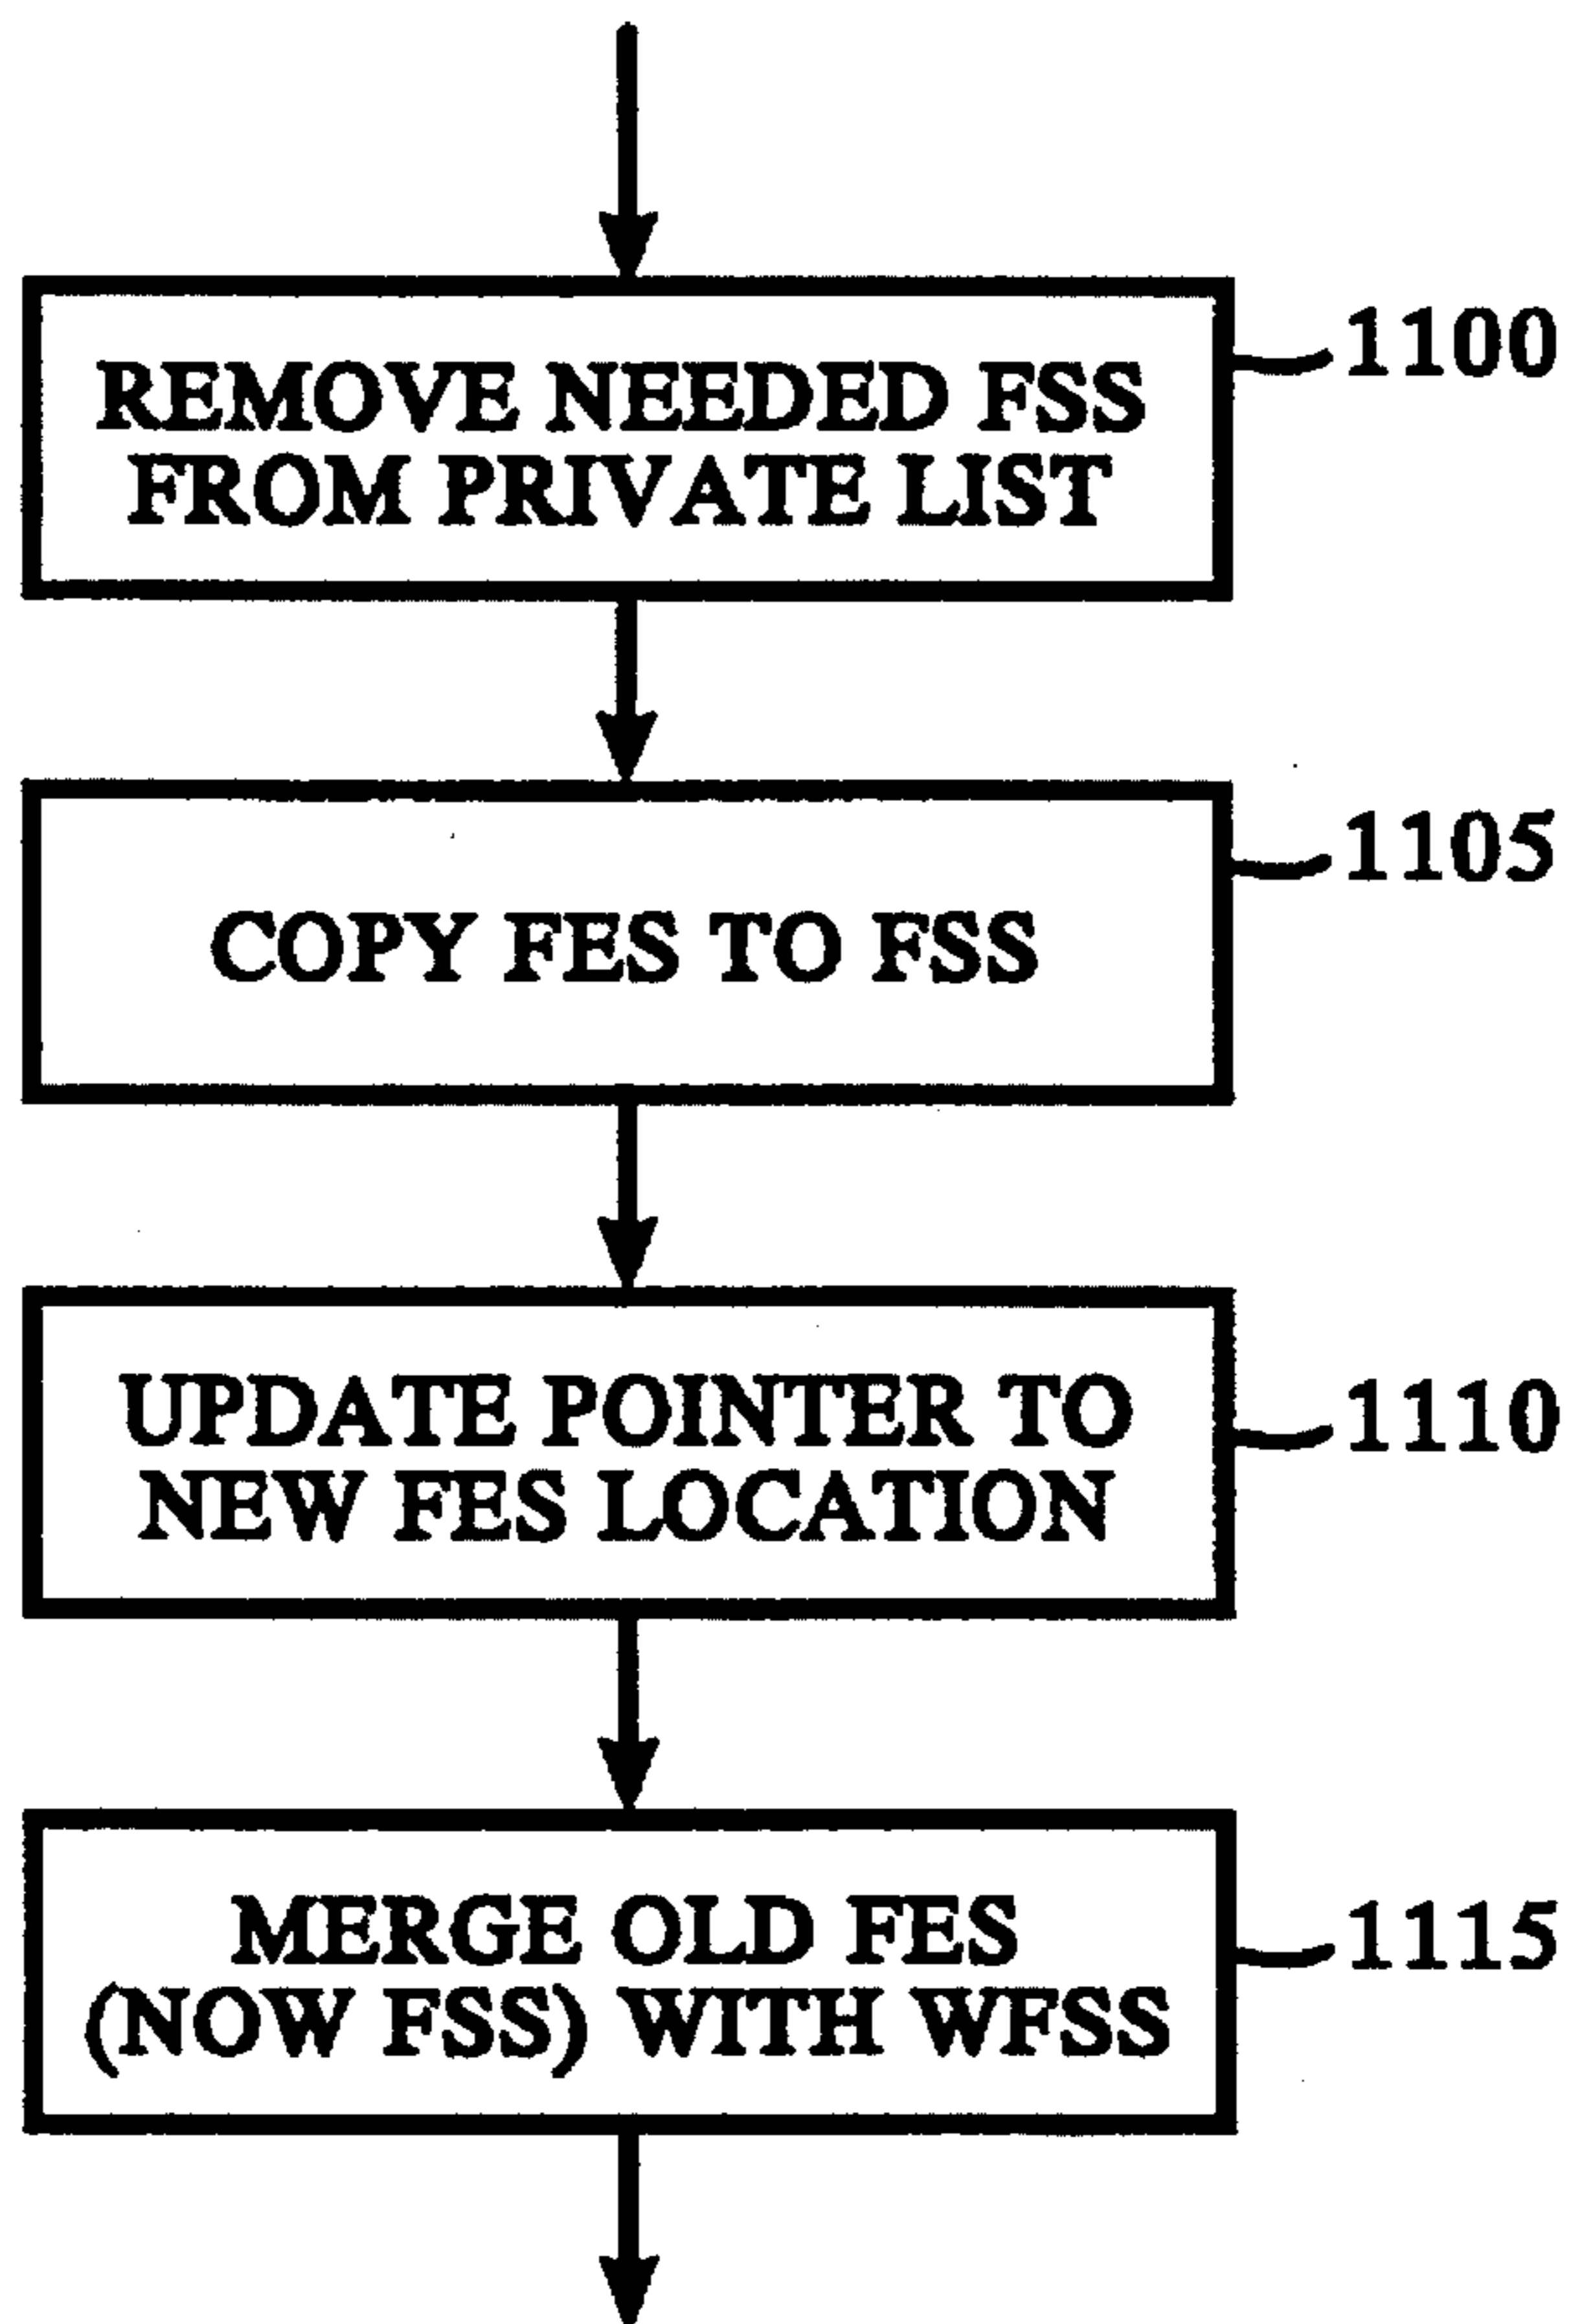 REMOVE NEEDED FSS
FROM PRIVATE LIST
1100
COPY FES TO FSS
1105
UPDATE POINTER TO
NEW FES LOCATION
1110
MERGE OLD FES
(NOW FSS) WITH WFSS
1115